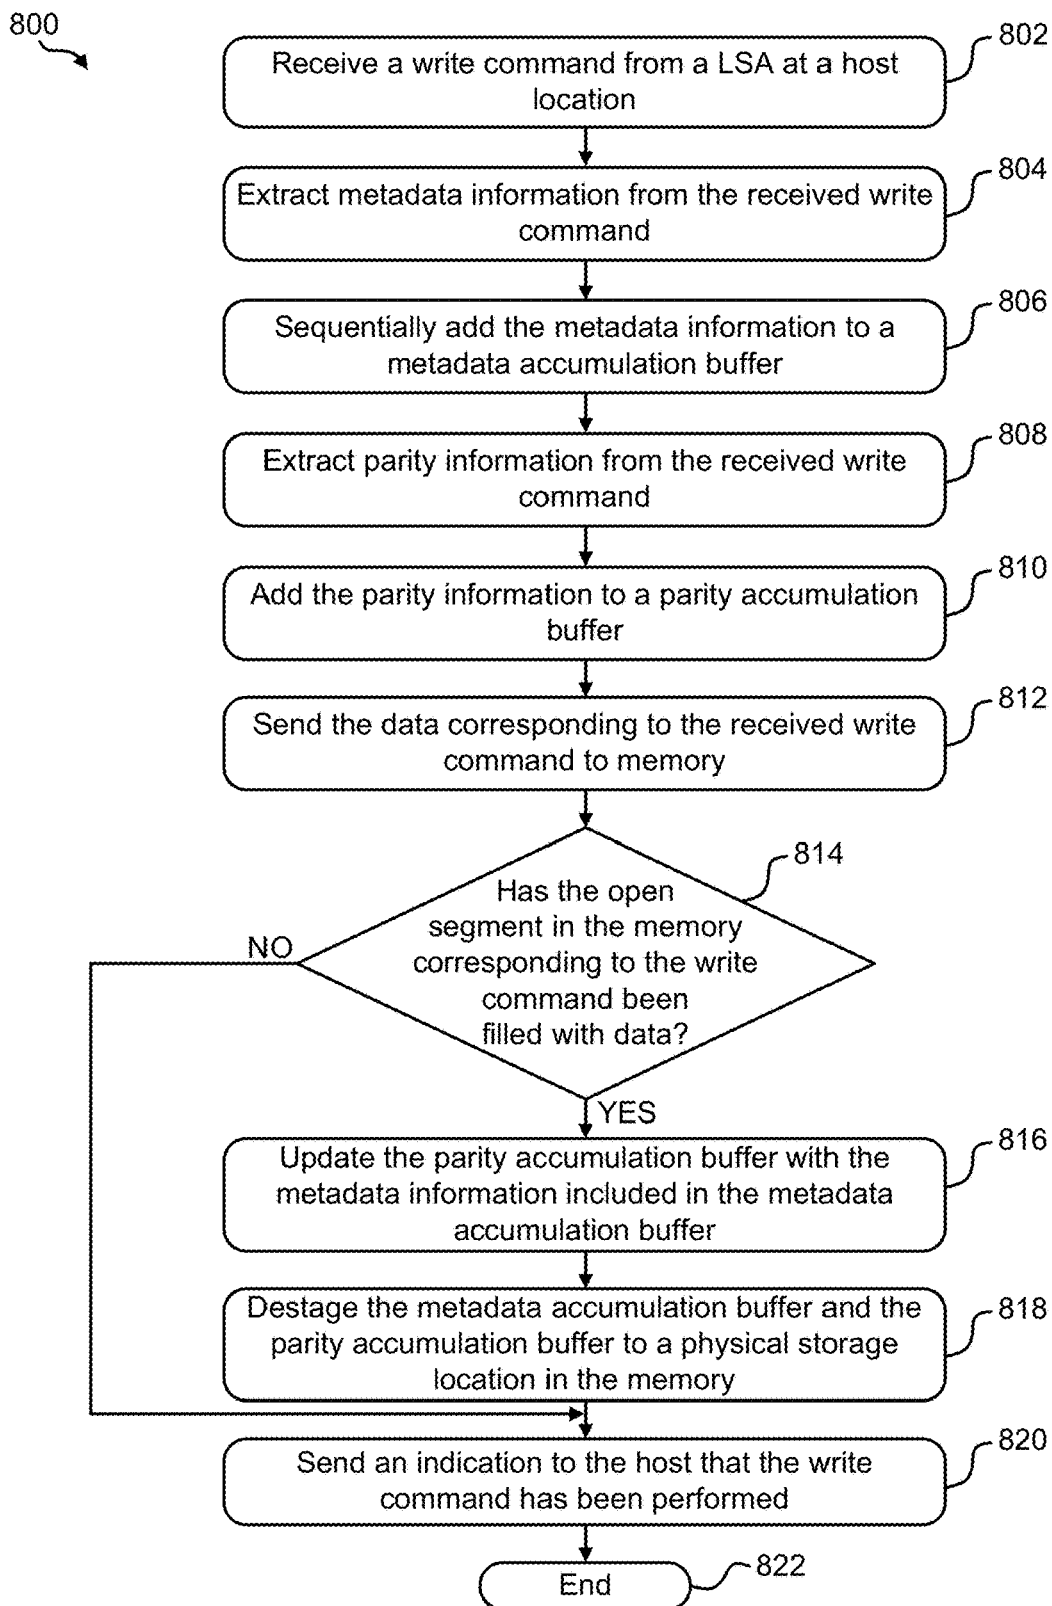 800
802
Receive a write command from a LSA at a host
location
804
Extract metadata information from the received write
command
806
Sequentially add the metadata information to a
metadata accumulation buffer
808
Extract parity information from the received write
command
810
Add the parity information to a parity accumulation
buffer
812
Send the data corresponding to the received write
command to memory
814
Has the open
segment in the memory
corresponding to the write
command been
filled with data?
NO
YES
816
Update the parity accumulation buffer with the
metadata information included in the metadata
accumulation buffer
818
Destage the metadata accumulation buffer and the
parity accumulation buffer to a physical storage
location in the memory
820
Send an indication to the host that the write
command has been performed
822
End